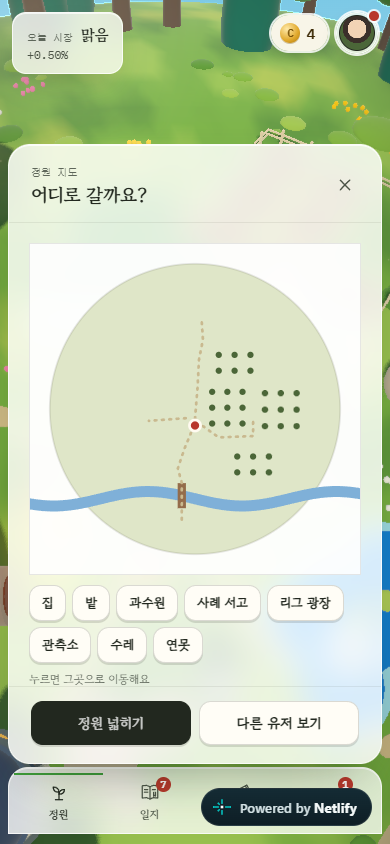 오늘 시장 맑음
+0.50%
C 4
정원 지도
어디로 갈까요?
집 밭 과수원 사례 서고 리그 광장
관측소 수레 연못
누르면 그곳으로 이동해요
정원 넓히기 다른 유저 보기
7 1
정원 일지
Powered by Netlify